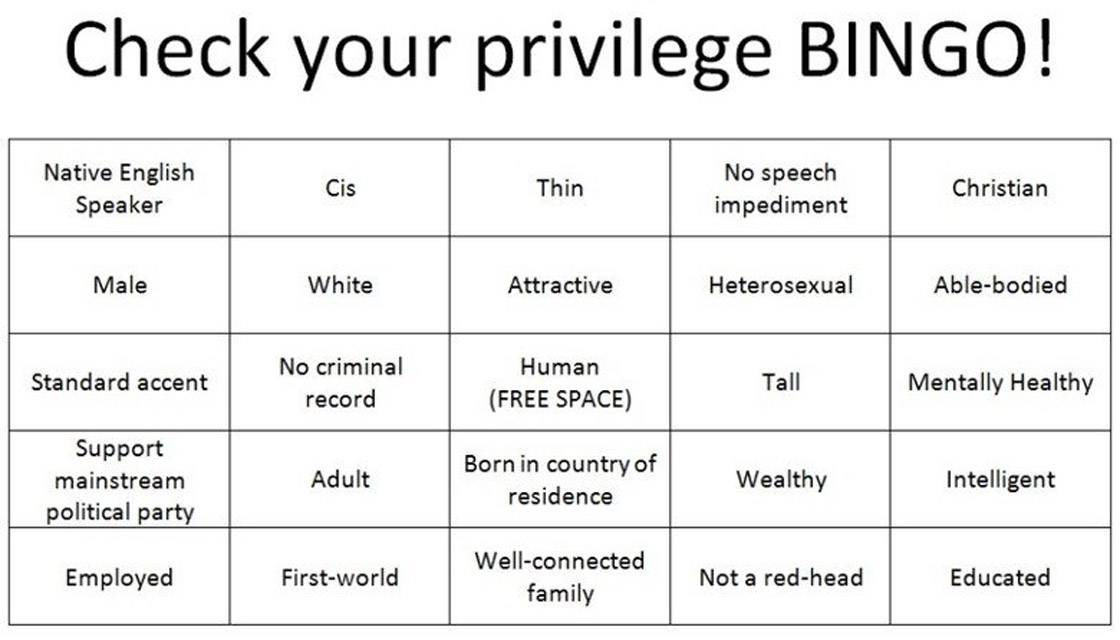 Check your privilege BINGO!
Native English
Speaker
Cis
Thin
No speech
impediment
Christian
Male
White
Attractive
Heterosexual
Able-bodied
Standard accent
No criminal
record
Human
(FREE SPACE)
Tall
Mentally Healthy
Support
mainstream
political party
Adult
Born in country of
residence
Wealthy
Intelligent
Employed
First-world
Well-connected
family
Not a red-head
Educated